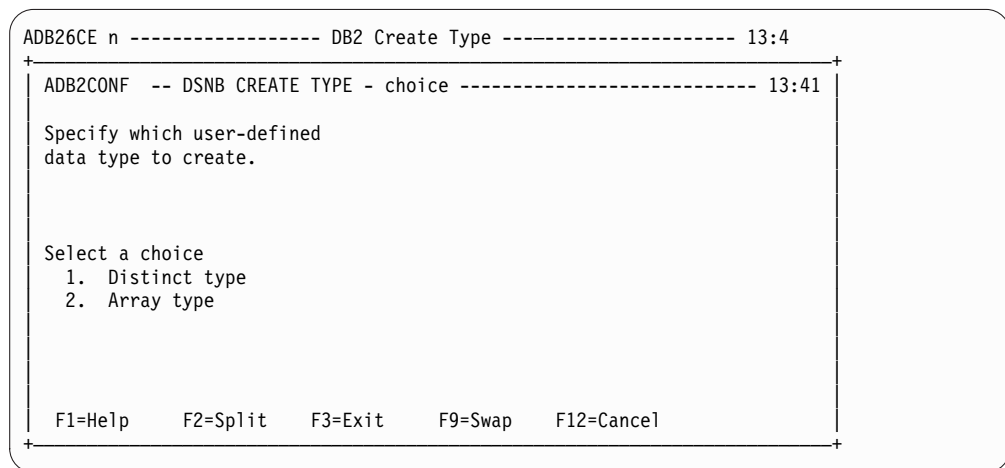 ADB26CE n ------------------ DB2 Create Type ---------------------- 13:4
ADB2CONF -- DSNB CREATE TYPE - choice ---------------------------- 13:41
Specify which user-defined
data type to create.
Select a choice
1. Distinct type
2. Array type
F1=Help F2=Split F3=Exit F9=Swap F12=Cancel